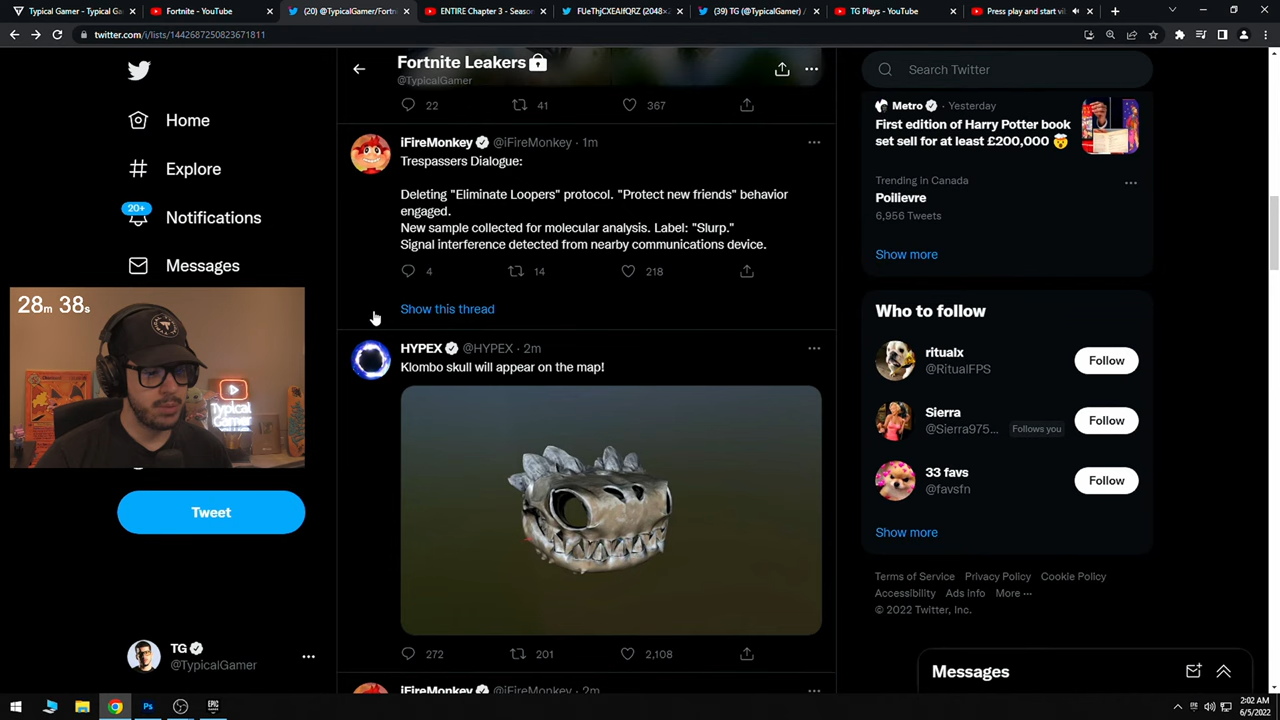 Typical Gamer - Typical Gam
Fortnite - YouTube
(20) @TypicalGamer/Fortn
ENTIRE Chapter 3 - Season
FUeThjCXEAIfQRZ (2048×
(39) TG (@TypicalGamer) /
TG Plays - YouTube
Press play and start vi
twitter.com/i/lists/1442687250823671811
Home
Explore
20+
Notifications
Messages
28m 38s
Typical
Gamer
Tweet
TG
@TypicalGamer
Fortnite Leakers
@TypicalGamer
22 41 367
iFireMonkey @iFireMonkey · 1m
Trespassers Dialogue:
Deleting "Eliminate Loopers" protocol. "Protect new friends" behavior
engaged.
New sample collected for molecular analysis. Label: "Slurp."
Signal interference detected from nearby communications device.
4 14 218
Show this thread
HYPEX @HYPEX · 2m
Klombo skull will appear on the map!
272 201 2,108
iFireMonkey @iFireMonkey · 2m
Search Twitter
Metro · Yesterday
First edition of Harry Potter book
set sell for at least £200,000
Trending in Canada
Poilievre
6,956 Tweets
Show more
Who to follow
ritualx
@RitualFPS
Follow
Sierra
@Sierra975... Follows you
Follow
33 favs
@favsfn
Follow
Show more
Terms of Service Privacy Policy Cookie Policy
Accessibility Ads info More ···
© 2022 Twitter, Inc.
Messages
Ps
EPIC
GAMES
2:02 AM
6/5/2022